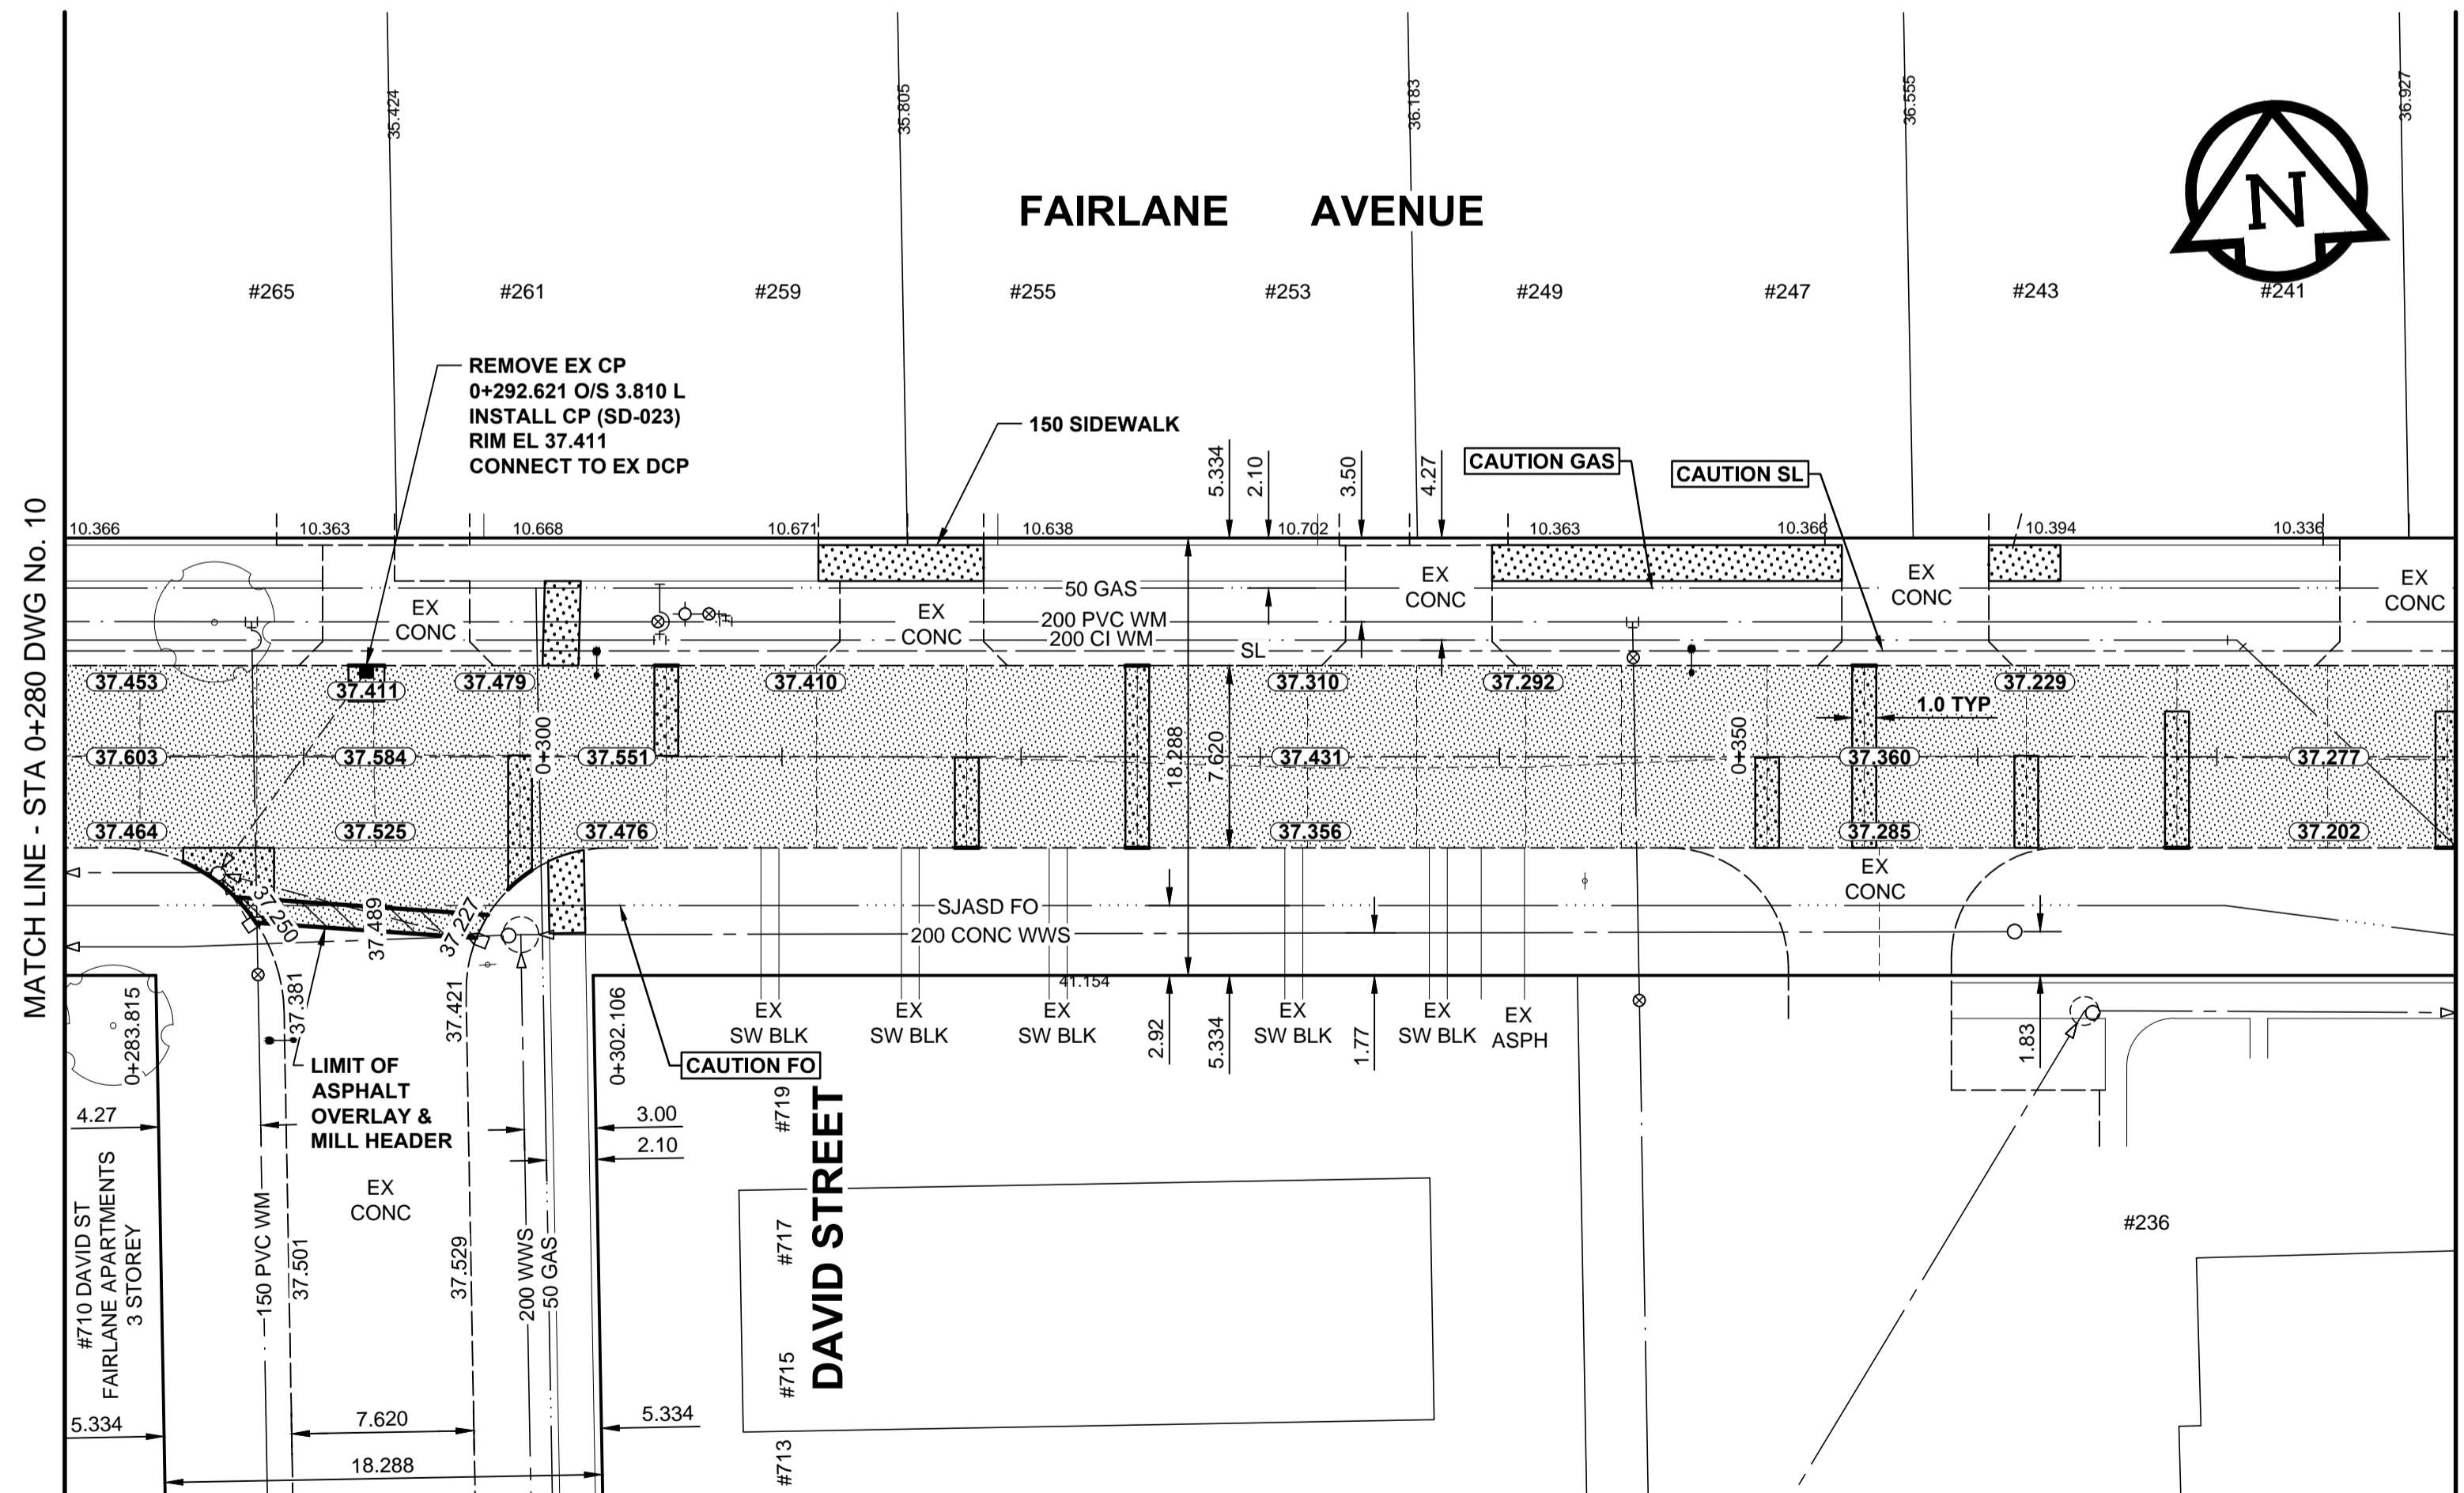 35.424
35.805
36.183
36.555
36.927
FAIRLANE AVENUE
N
#265
#261
#259
#255
#253
#249
#247
#243
#241
REMOVE EX CP
0+292.621 O/S 3.810 L
INSTALL CP (SD-023)
RIM EL 37.411
CONNECT TO EX DCP
150 SIDEWALK
5.334
2.10
3.50
4.27
CAUTION GAS
CAUTION SL
MATCH LINE - STA 0+280 DWG No. 10
10.366
10.363
10.668
10.671
10.638
10.702
10.363
10.366
10.394
10.336
EX
CONC
EX
CONC
EX
CONC
EX
CONC
EX
CONC
50 GAS
200 PVC WM
200 CI WM
SL
37.453
37.411
37.479
37.410
37.310
37.292
37.229
1.0 TYP
0+300
18.288
7.620
0+350
37.603
37.584
37.551
37.431
37.360
37.277
37.464
37.525
37.476
37.356
37.285
37.202
EX
CONC
37.250
37.489
37.227
SJASD FO
200 CONC WWS
41.154
0+283.815
37.381
37.421
0+302.106
EX
SW BLK
EX
SW BLK
EX
SW BLK
EX
SW BLK
EX
SW BLK
EX
ASPH
2.92
5.334
1.77
1.83
LIMIT OF
ASPHALT
OVERLAY &
MILL HEADER
CAUTION FO
4.27
3.00
2.10
#710 DAVID ST
FAIRLANE APARTMENTS
3 STOREY
150 PVC WM
37.501
EX
CONC
37.529
200 WWS
50 GAS
#719
#717
#715
#713
DAVID STREET
#236
5.334
7.620
5.334
18.288